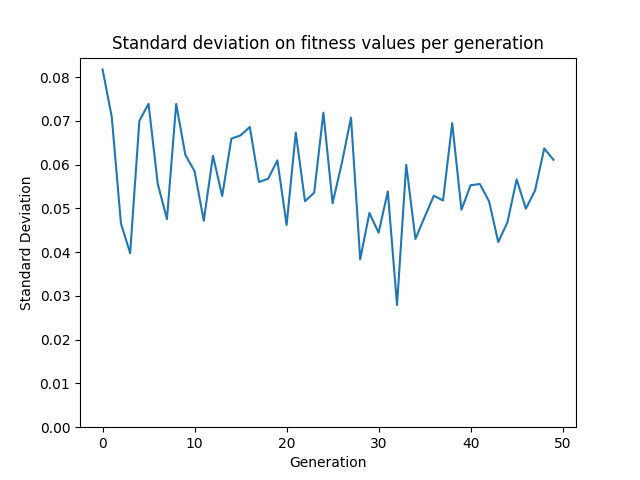 Standard deviation on fitness values per generation
0.08
0.07
0.06
0.05
0.04
0.03
0.02
0.01
0.00
Standard Deviation
0 10 20 30 40 50
Generation